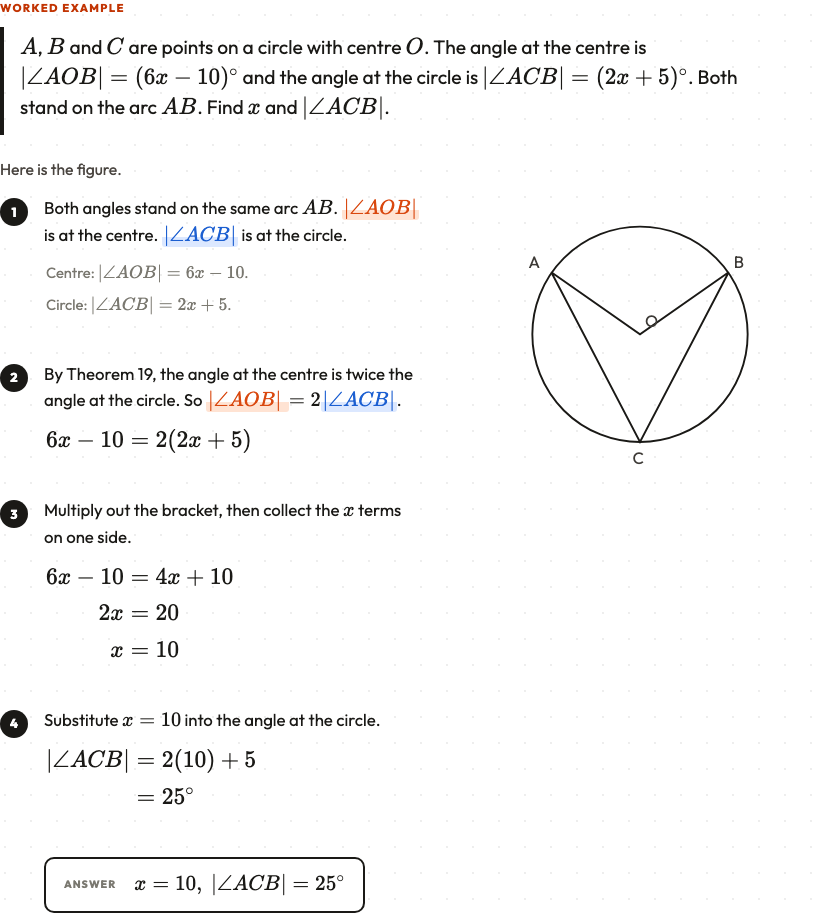 WORKED EXAMPLE
A, B and C are points on a circle with centre O. The angle at the centre is
|∠AOB| = (6x − 10)° and the angle at the circle is |∠ACB| = (2x + 5)°. Both
stand on the arc AB. Find x and |∠ACB|.
Here is the figure.
1 Both angles stand on the same arc AB. |∠AOB|
is at the centre. |∠ACB| is at the circle.
Centre: |∠AOB| = 6x − 10.
Circle: |∠ACB| = 2x + 5.
A
B
O
C
2 By Theorem 19, the angle at the centre is twice the
angle at the circle. So |∠AOB| = 2|∠ACB|.
6x − 10 = 2(2x + 5)
3 Multiply out the bracket, then collect the x terms
on one side.
6x − 10 = 4x + 10
2x = 20
x = 10
4 Substitute x = 10 into the angle at the circle.
|∠ACB| = 2(10) + 5
= 25°
ANSWER x = 10, |∠ACB| = 25°